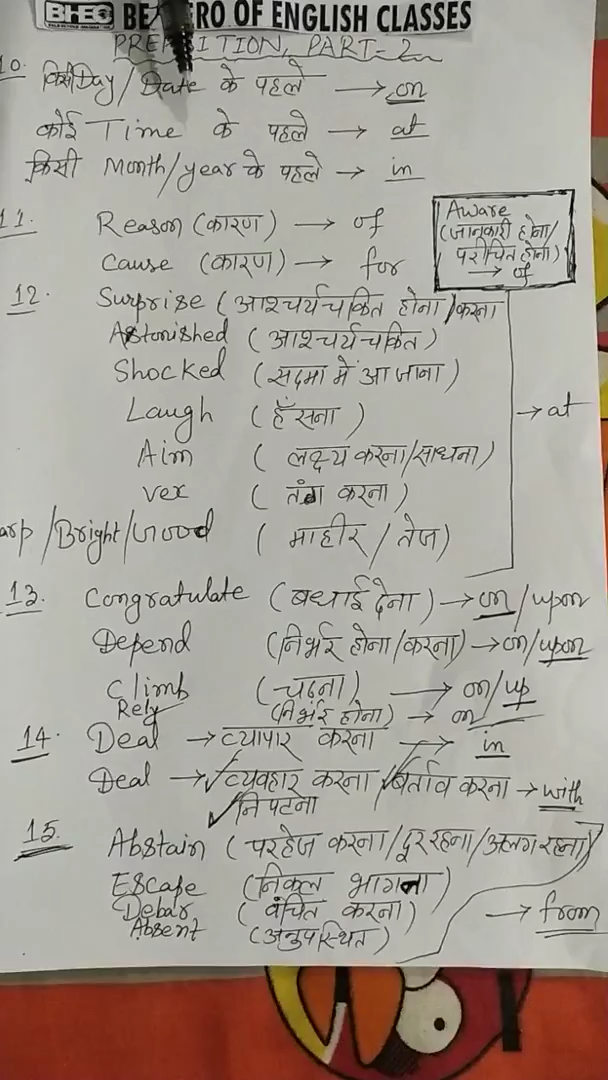 BHEC BE ERO OF ENGLISH CLASSES
PREPOSITION, PART-2
10. किसी Day/Date के पहले → on
कोई Time के पहले → at
किसी Month/year के पहले → in
11. Reason (कारण) → of
Cause (कारण) → for
Aware
(जानकारी होना/
परीचित होना)
→ of
12. Surprise (आश्चर्यचकित होना/करना
Astonished (आश्चर्यचकित)
Shocked (सदमा में आ जाना)
Laugh (हँसना)
Aim (लक्ष्य करना/साधना)
vex (तंग करना)
arp/Bright/Good (माहीर/तेज)
→ at
13. Congratulate (बधाई देना) → on/upon
Depend (निर्भर होना/करना) → on/upon
Climb (चढना) → on/up
Rely (निर्भर होना) → on
14. Deal → व्यापार करना → in
Deal → ✓व्यवहार करना ✓बर्ताव करना → with
✓निपटना
15. Abstain (परहेज करना/दूर रहना/अलग रहना)
Escape (निकल भागना)
Debar (वंचित करना)
Absent (अनुपस्थित)
→ from